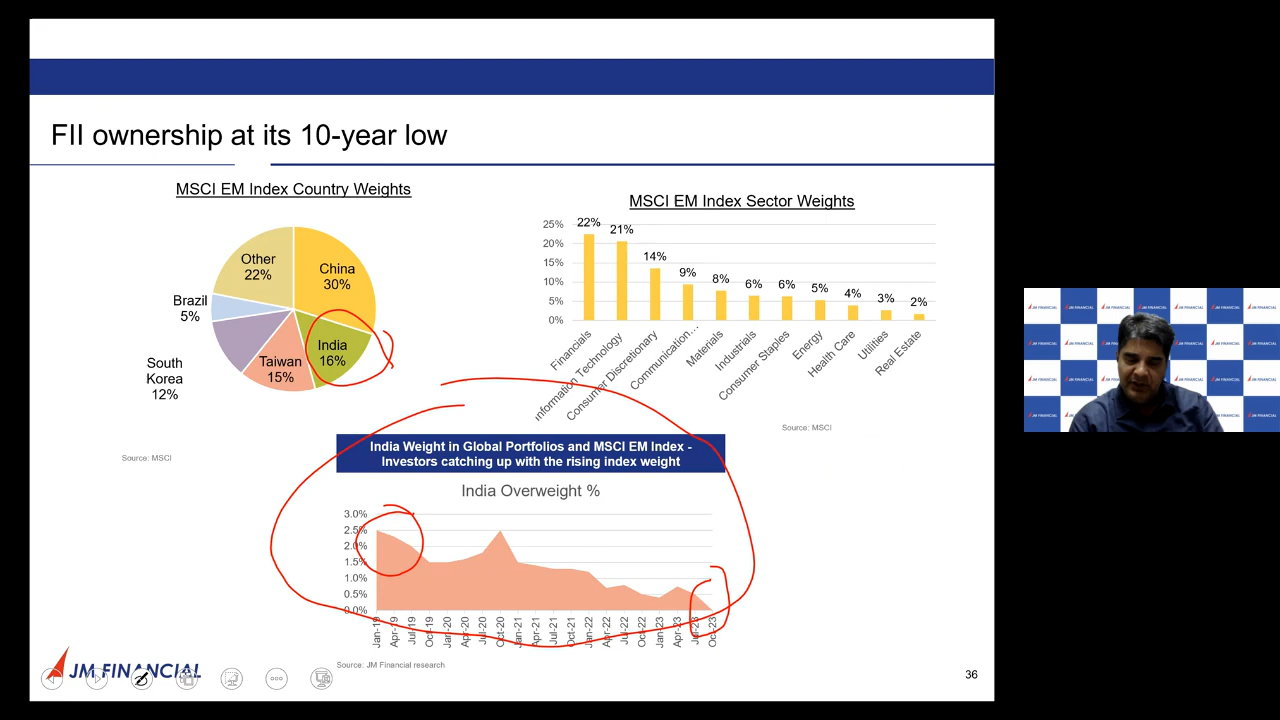 FII ownership at its 10-year low
MSCI EM Index Country Weights
Other
22%
China
30%
Brazil
5%
India
16%
Taiwan
15%
South
Korea
12%
Source: MSCI
MSCI EM Index Sector Weights
25%
20%
15%
10%
5%
0%
22%
21%
14%
9%
8%
6%
6%
5%
4%
3%
2%
Financials
Information Technology
Consumer Discretionary
Communication…
Materials
Industrials
Consumer Staples
Energy
Health Care
Utilities
Real Estate
Source: MSCI
India Weight in Global Portfolios and MSCI EM Index -
Investors catching up with the rising index weight
India Overweight %
3.0%
2.5%
2.0%
1.5%
1.0%
0.5%
0.0%
Jan-19
Apr-19
Jul-19
Oct-19
Jan-20
Apr-20
Jul-20
Oct-20
Jan-21
Apr-21
Jul-21
Oct-21
Jan-22
Apr-22
Jul-22
Oct-22
Jan-23
Apr-23
Jul-23
Oct-23
Source: JM Financial research
JM FINANCIAL
36
JM FINANCIAL